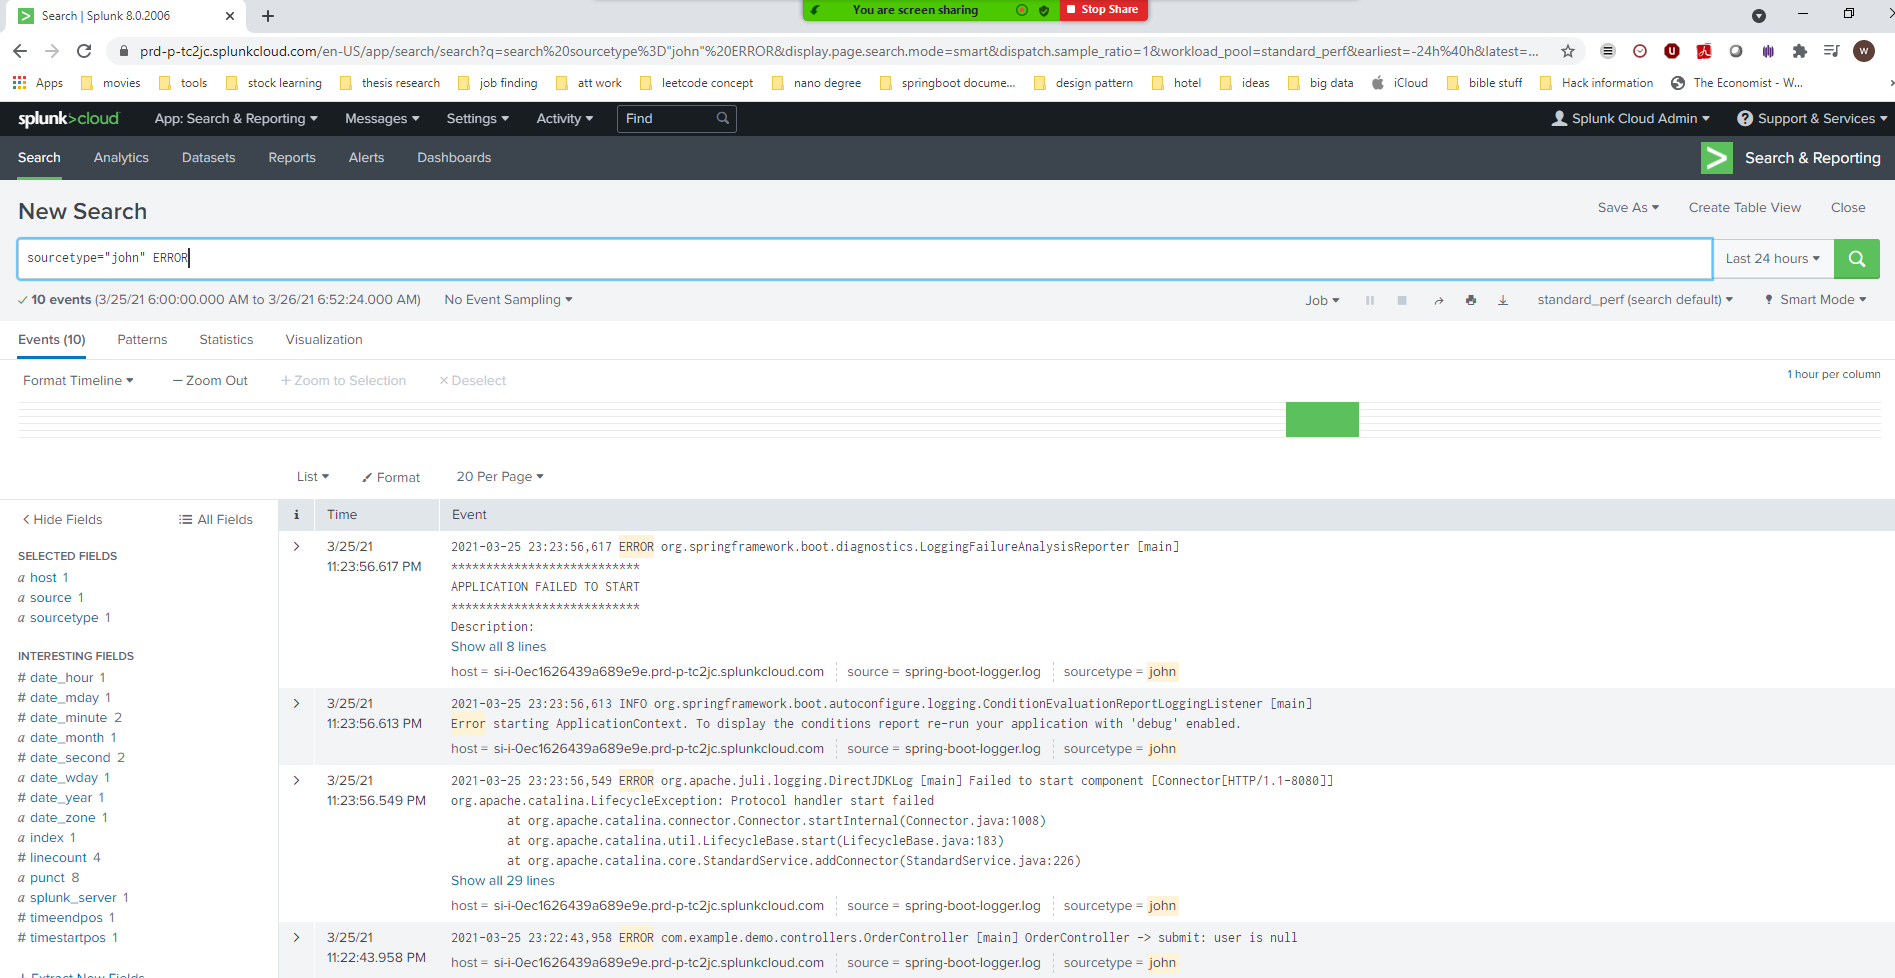 Search | Splunk 8.0.2006
You are screen sharing
Stop Share
prd-p-tc2jc.splunkcloud.com/en-US/app/search/search?q=search%20sourcetype%3D"john"%20ERROR&display.page.search.mode=smart&dispatch.sample_ratio=1&workload_pool=standard_perf&earliest=-24h%40h&latest=...
W
Apps movies tools stock learning thesis research job finding att work leetcode concept nano degree springboot docume... design pattern hotel ideas big data iCloud bible stuff Hack information The Economist - W...
splunk>cloud App: Search & Reporting Messages Settings Activity Find Splunk Cloud Admin Support & Services
Search Analytics Datasets Reports Alerts Dashboards Search & Reporting
New Search Save As Create Table View Close
sourcetype="john" ERROR Last 24 hours
10 events (3/25/21 6:00:00.000 AM to 3/26/21 6:52:24.000 AM) No Event Sampling Job standard_perf (search default) Smart Mode
Events (10) Patterns Statistics Visualization
Format Timeline — Zoom Out + Zoom to Selection × Deselect 1 hour per column
List Format 20 Per Page
< Hide Fields All Fields
SELECTED FIELDS
a host 1
a source 1
a sourcetype 1
INTERESTING FIELDS
# date_hour 1
# date_mday 1
# date_minute 2
a date_month 1
# date_second 2
a date_wday 1
# date_year 1
a date_zone 1
a index 1
# linecount 4
a punct 8
a splunk_server 1
# timeendpos 1
# timestartpos 1
+ Extract New Fields
i Time Event
> 3/25/21 11:23:56.617 PM
2021-03-25 23:23:56,617 ERROR org.springframework.boot.diagnostics.LoggingFailureAnalysisReporter [main]
***************************
APPLICATION FAILED TO START
***************************
Description:
Show all 8 lines
host = si-i-0ec1626439a689e9e.prd-p-tc2jc.splunkcloud.com source = spring-boot-logger.log sourcetype = john
> 3/25/21 11:23:56.613 PM
2021-03-25 23:23:56,613 INFO org.springframework.boot.autoconfigure.logging.ConditionEvaluationReportLoggingListener [main]
Error starting ApplicationContext. To display the conditions report re-run your application with 'debug' enabled.
host = si-i-0ec1626439a689e9e.prd-p-tc2jc.splunkcloud.com source = spring-boot-logger.log sourcetype = john
> 3/25/21 11:23:56.549 PM
2021-03-25 23:23:56,549 ERROR org.apache.juli.logging.DirectJDKLog [main] Failed to start component [Connector[HTTP/1.1-8080]]
org.apache.catalina.LifecycleException: Protocol handler start failed
at org.apache.catalina.connector.Connector.startInternal(Connector.java:1008)
at org.apache.catalina.util.LifecycleBase.start(LifecycleBase.java:183)
at org.apache.catalina.core.StandardService.addConnector(StandardService.java:226)
Show all 29 lines
host = si-i-0ec1626439a689e9e.prd-p-tc2jc.splunkcloud.com source = spring-boot-logger.log sourcetype = john
> 3/25/21 11:22:43.958 PM
2021-03-25 23:22:43,958 ERROR com.example.demo.controllers.OrderController [main] OrderController -> submit: user is null
host = si-i-0ec1626439a689e9e.prd-p-tc2jc.splunkcloud.com source = spring-boot-logger.log sourcetype = john